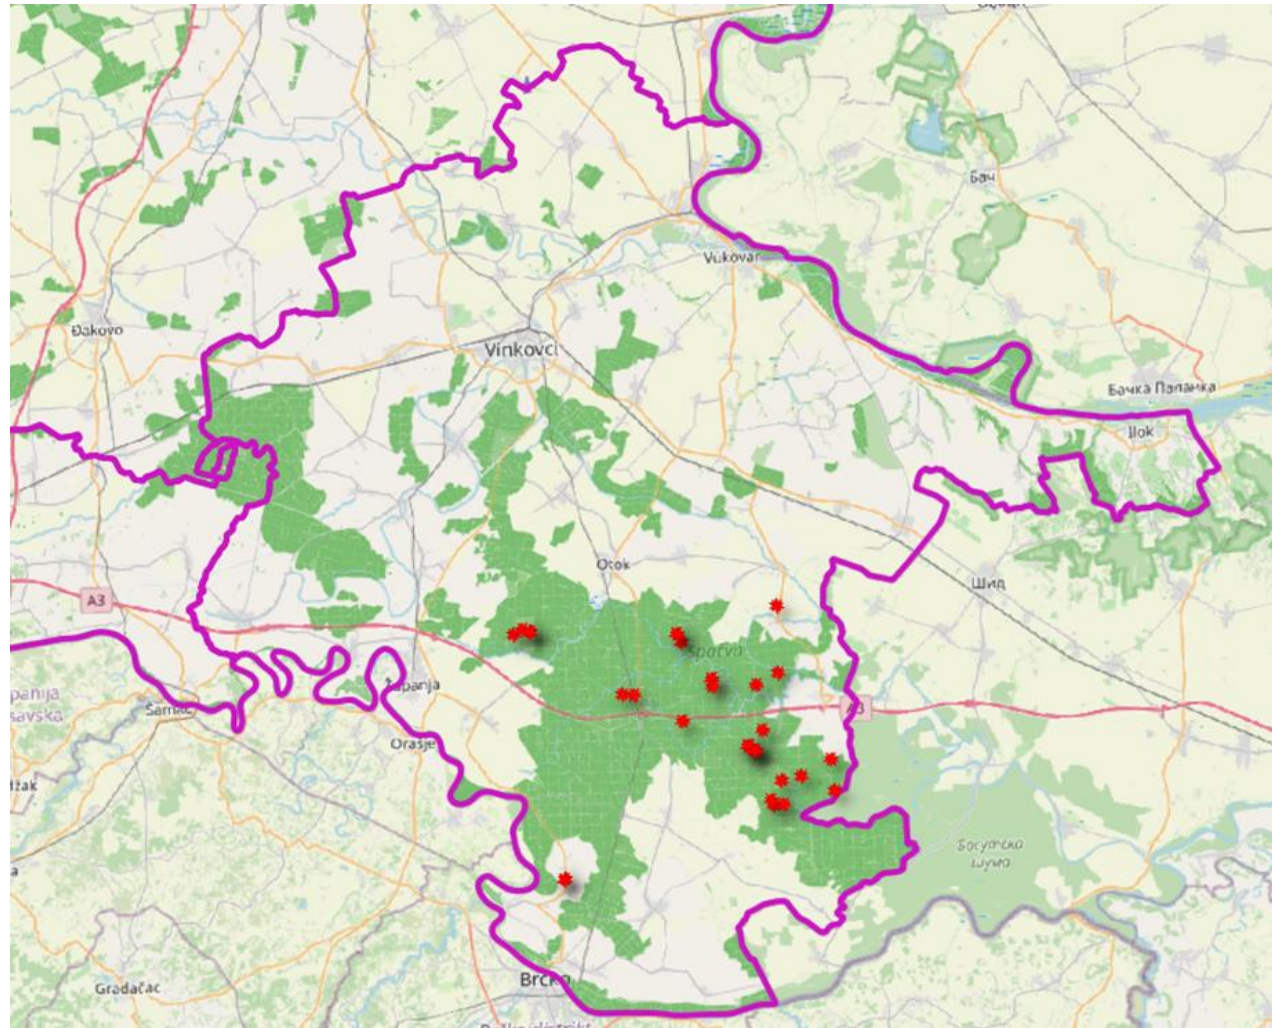 Бач
Vukovar
Đakovo
Vinkovci
Бачка Паланка
Ilok
Otok
Шид
A3
Spačva
Županja
A3
Šamac
Orašje
Босутска
шума
Brčko
Gradačac